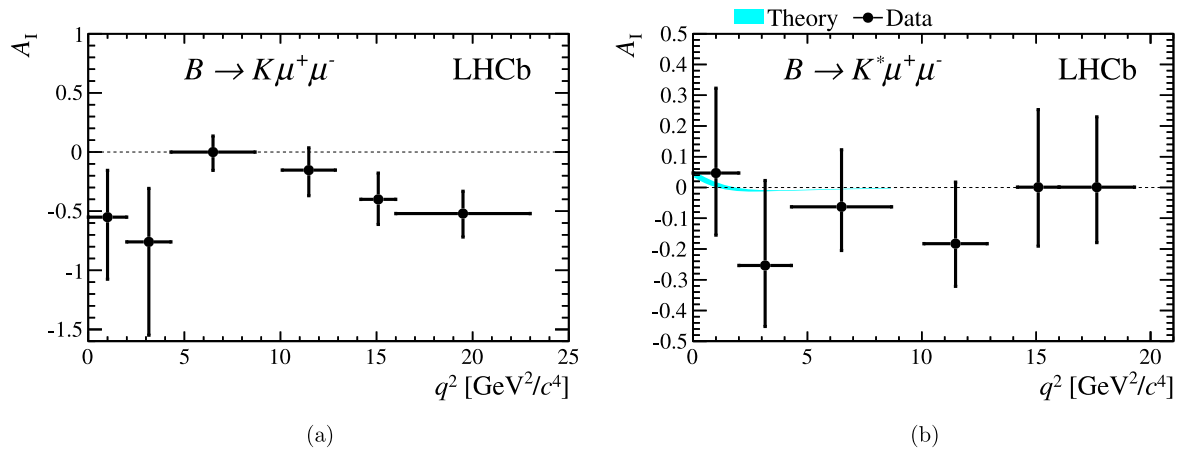 A_I
1
0.5
0
-0.5
-1
-1.5
B → Kμ⁺μ⁻
LHCb
0 5 10 15 20 25
q² [GeV²/c⁴]
(a)
Theory Data
A_I
0.5
0.4
0.3
0.2
0.1
0
-0.1
-0.2
-0.3
-0.4
-0.5
B → K*μ⁺μ⁻
LHCb
0 5 10 15 20
q² [GeV²/c⁴]
(b)